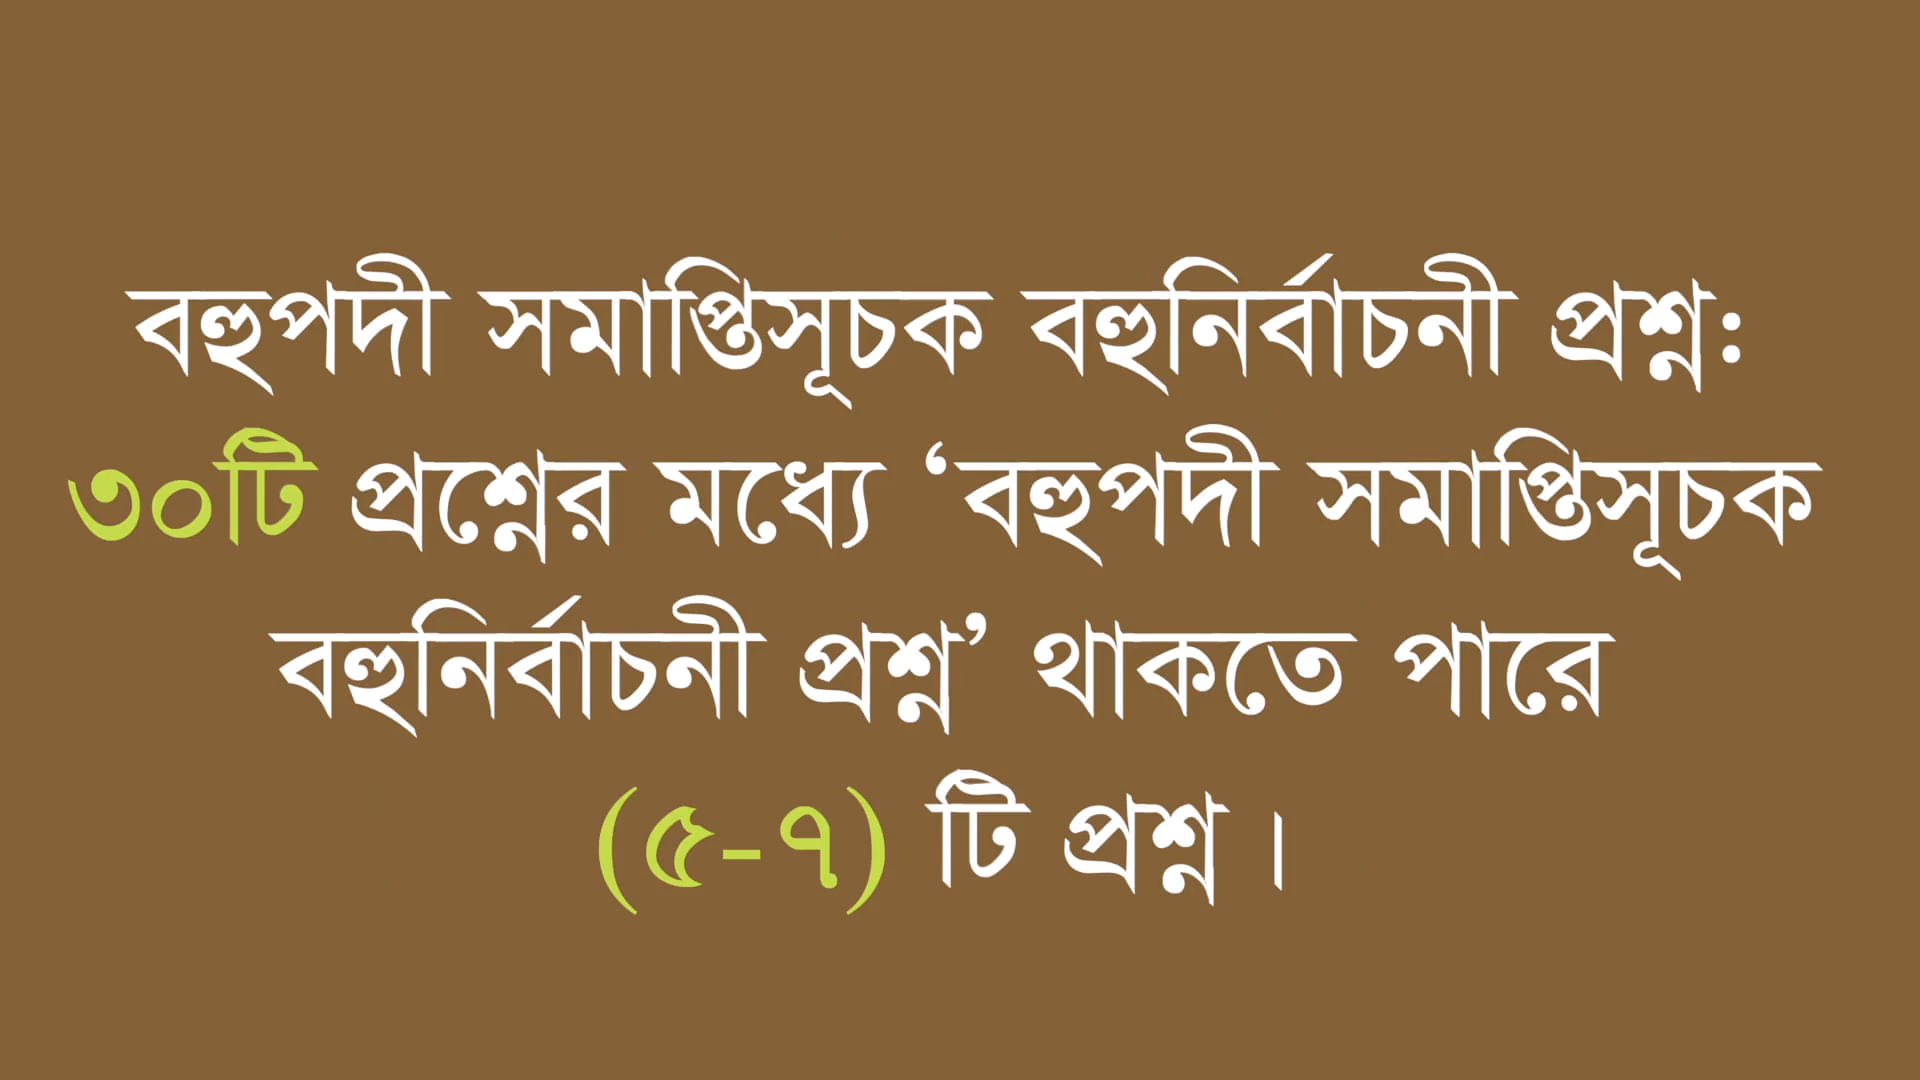 বহুপদী সমাপ্তিসূচক বহুনির্বাচনী প্রশ্নঃ
৩০টি প্রশ্নের মধ্যে ‘বহুপদী সমাপ্তিসূচক
বহুনির্বাচনী প্রশ্ন’ থাকতে পারে
(৫-৭) টি প্রশ্ন।